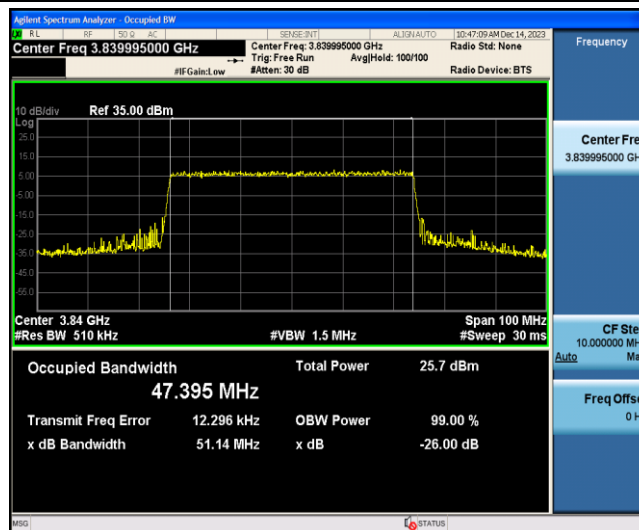 Agilent Spectrum Analyzer - Occupied BW
RL RF 50 Ω AC SENSE:INT ALIGN AUTO 10:47:09 AM Dec 14, 2023
Center Freq 3.839995000 GHz
Center Freq: 3.839995000 GHz
Radio Std: None
Trig: Free Run Avg|Hold: 100/100
#IFGain:Low #Atten: 30 dB Radio Device: BTS
10 dB/div Ref 35.00 dBm
Log
25.0
15.0
5.00
-5.00
-15.0
-25.0
-35.0
-45.0
-55.0
Center 3.84 GHz Span 100 MHz
#Res BW 510 kHz #VBW 1.5 MHz #Sweep 30 ms
Occupied Bandwidth Total Power 25.7 dBm
47.395 MHz
Transmit Freq Error 12.296 kHz OBW Power 99.00 %
x dB Bandwidth 51.14 MHz x dB -26.00 dB
MSG STATUS
Frequency
Center Fre
3.839995000 GH
CF Ste
10.000000 MH
Auto Ma
Freq Offs
0 H